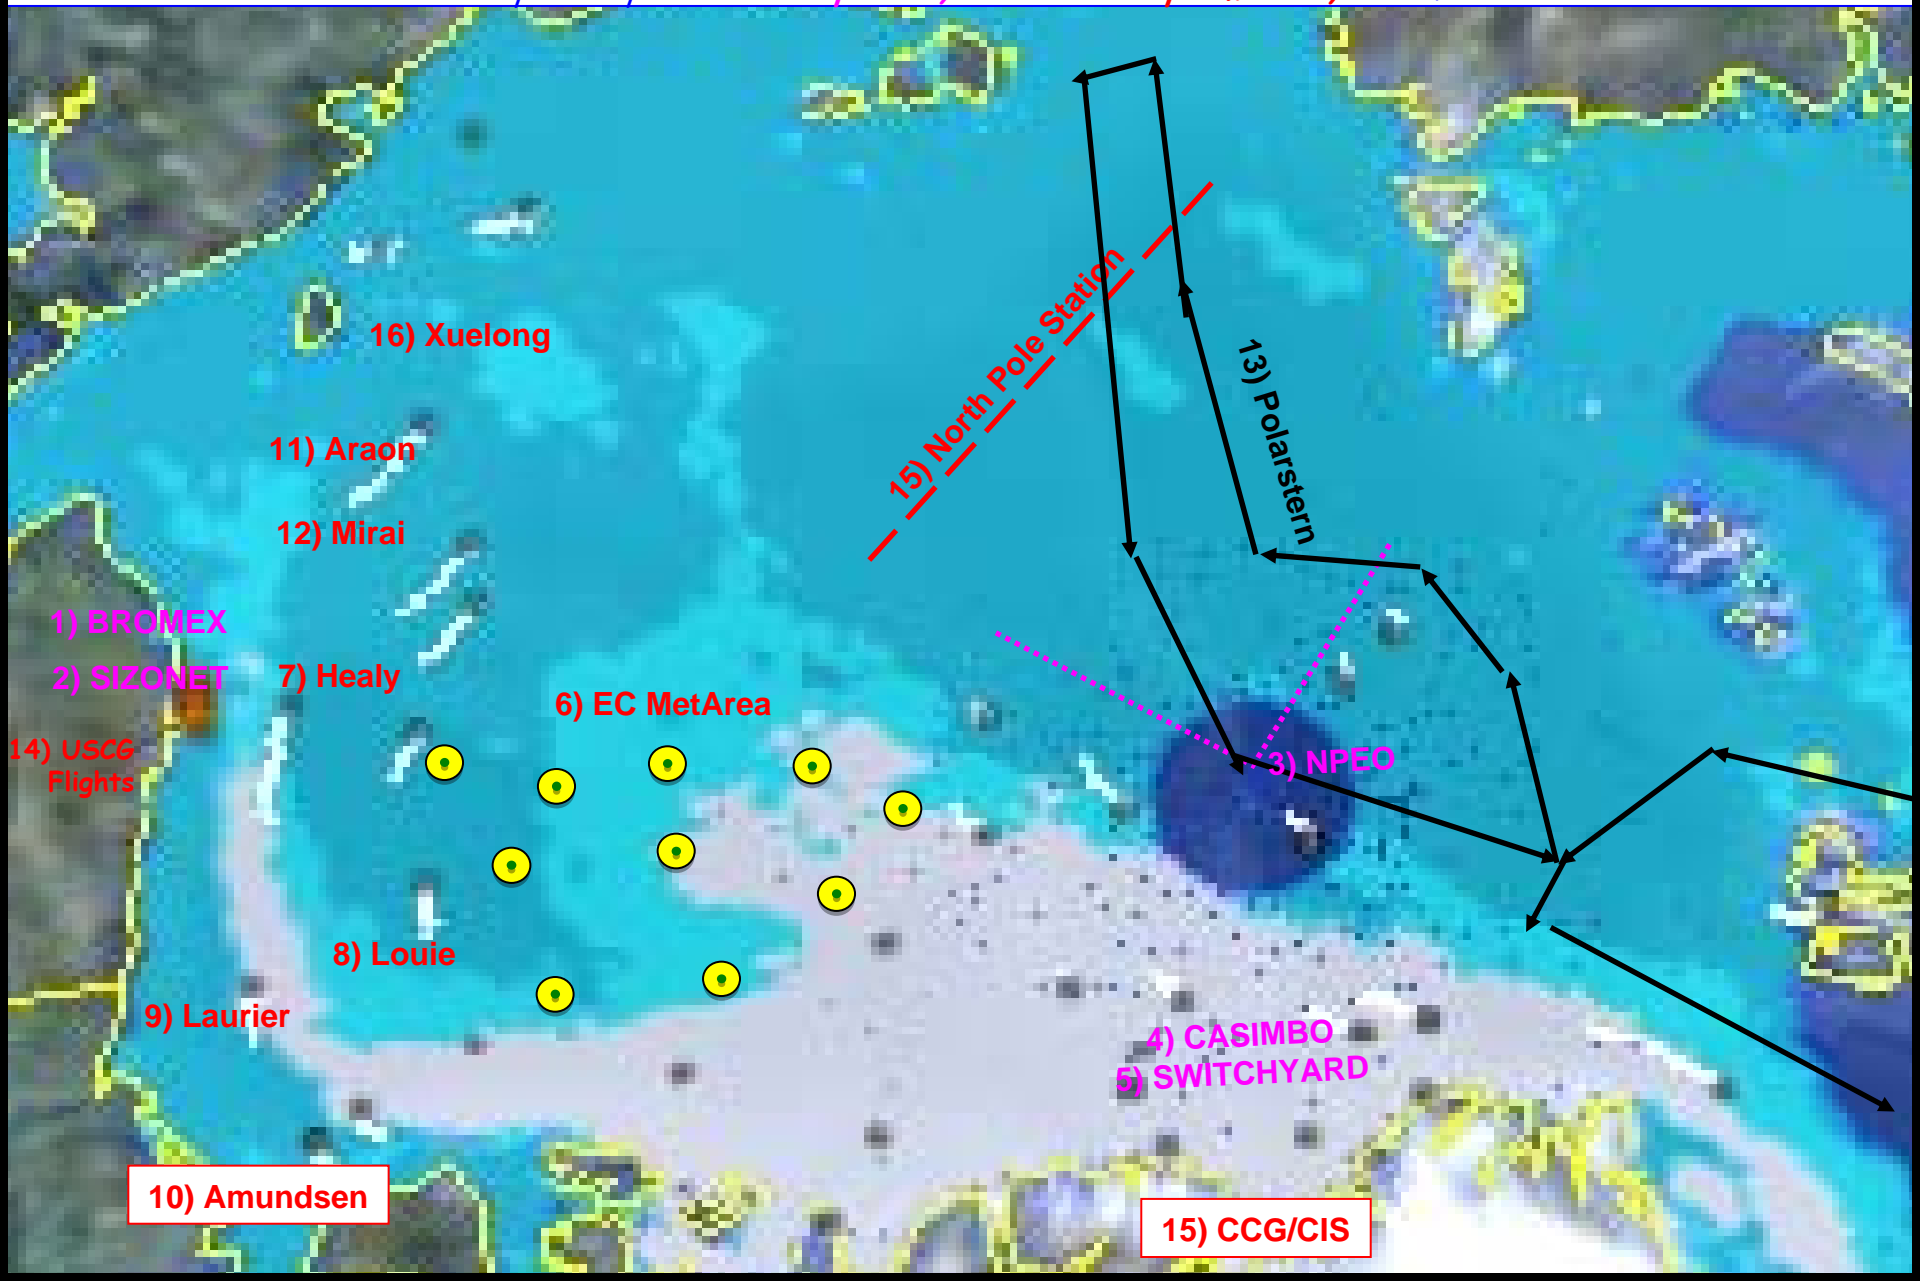 16) Xuelong
15) North Pole Station
13) Polarstern
11) Araon
12) Mirai
1) BROMEX
2) SIZONET
7) Healy
6) EC MetArea
14) USCG
Flights
3) NPEO
8) Louie
9) Laurier
4) CASIMBO
5) SWITCHYARD
10) Amundsen
15) CCG/CIS